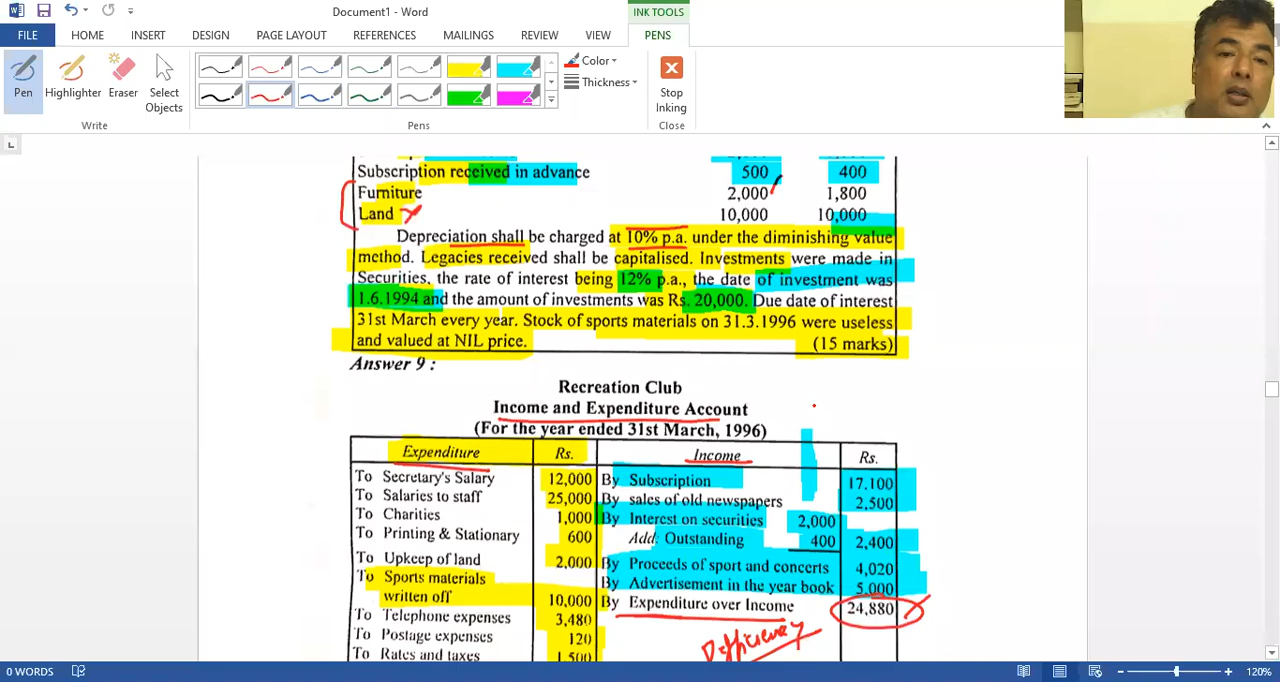 Document1 - Word
INK TOOLS
FILE
HOME
INSERT
DESIGN
PAGE LAYOUT
REFERENCES
MAILINGS
REVIEW
VIEW
PENS
Pen
Highlighter
Eraser
Select
Objects
Color
Thickness
Stop
Inking
Write
Pens
Close
Subscription received in advance 500 400
Furniture 2,000 1,800
Land 10,000 10,000
Depreciation shall be charged at 10% p.a. under the diminishing value
method. Legacies received shall be capitalised. Investments were made in
Securities, the rate of interest being 12% p.a., the date of investment was
1.6.1994 and the amount of investments was Rs. 20,000. Due date of interest
31st March every year. Stock of sports materials on 31.3.1996 were useless
and valued at NIL price. (15 marks)
Answer 9 :
Recreation Club
Income and Expenditure Account
(For the year ended 31st March, 1996)
Expenditure Rs. Income Rs.
To Secretary's Salary 12,000 By Subscription 17.100
To Salaries to staff 25,000 By sales of old newspapers 2,500
To Charities 1,000 By Interest on securities 2,000
To Printing & Stationary 600 Add: Outstanding 400 2,400
To Upkeep of land 2,000 By Proceeds of sport and concerts 4,020
To Sports materials By Advertisement in the year book 5,000
written off 10,000 By Expenditure over Income 24,880
To Telephone expenses 3,480
To Postage expenses 120
To Rates and taxes 1,500
Deficiency
0 WORDS
120%